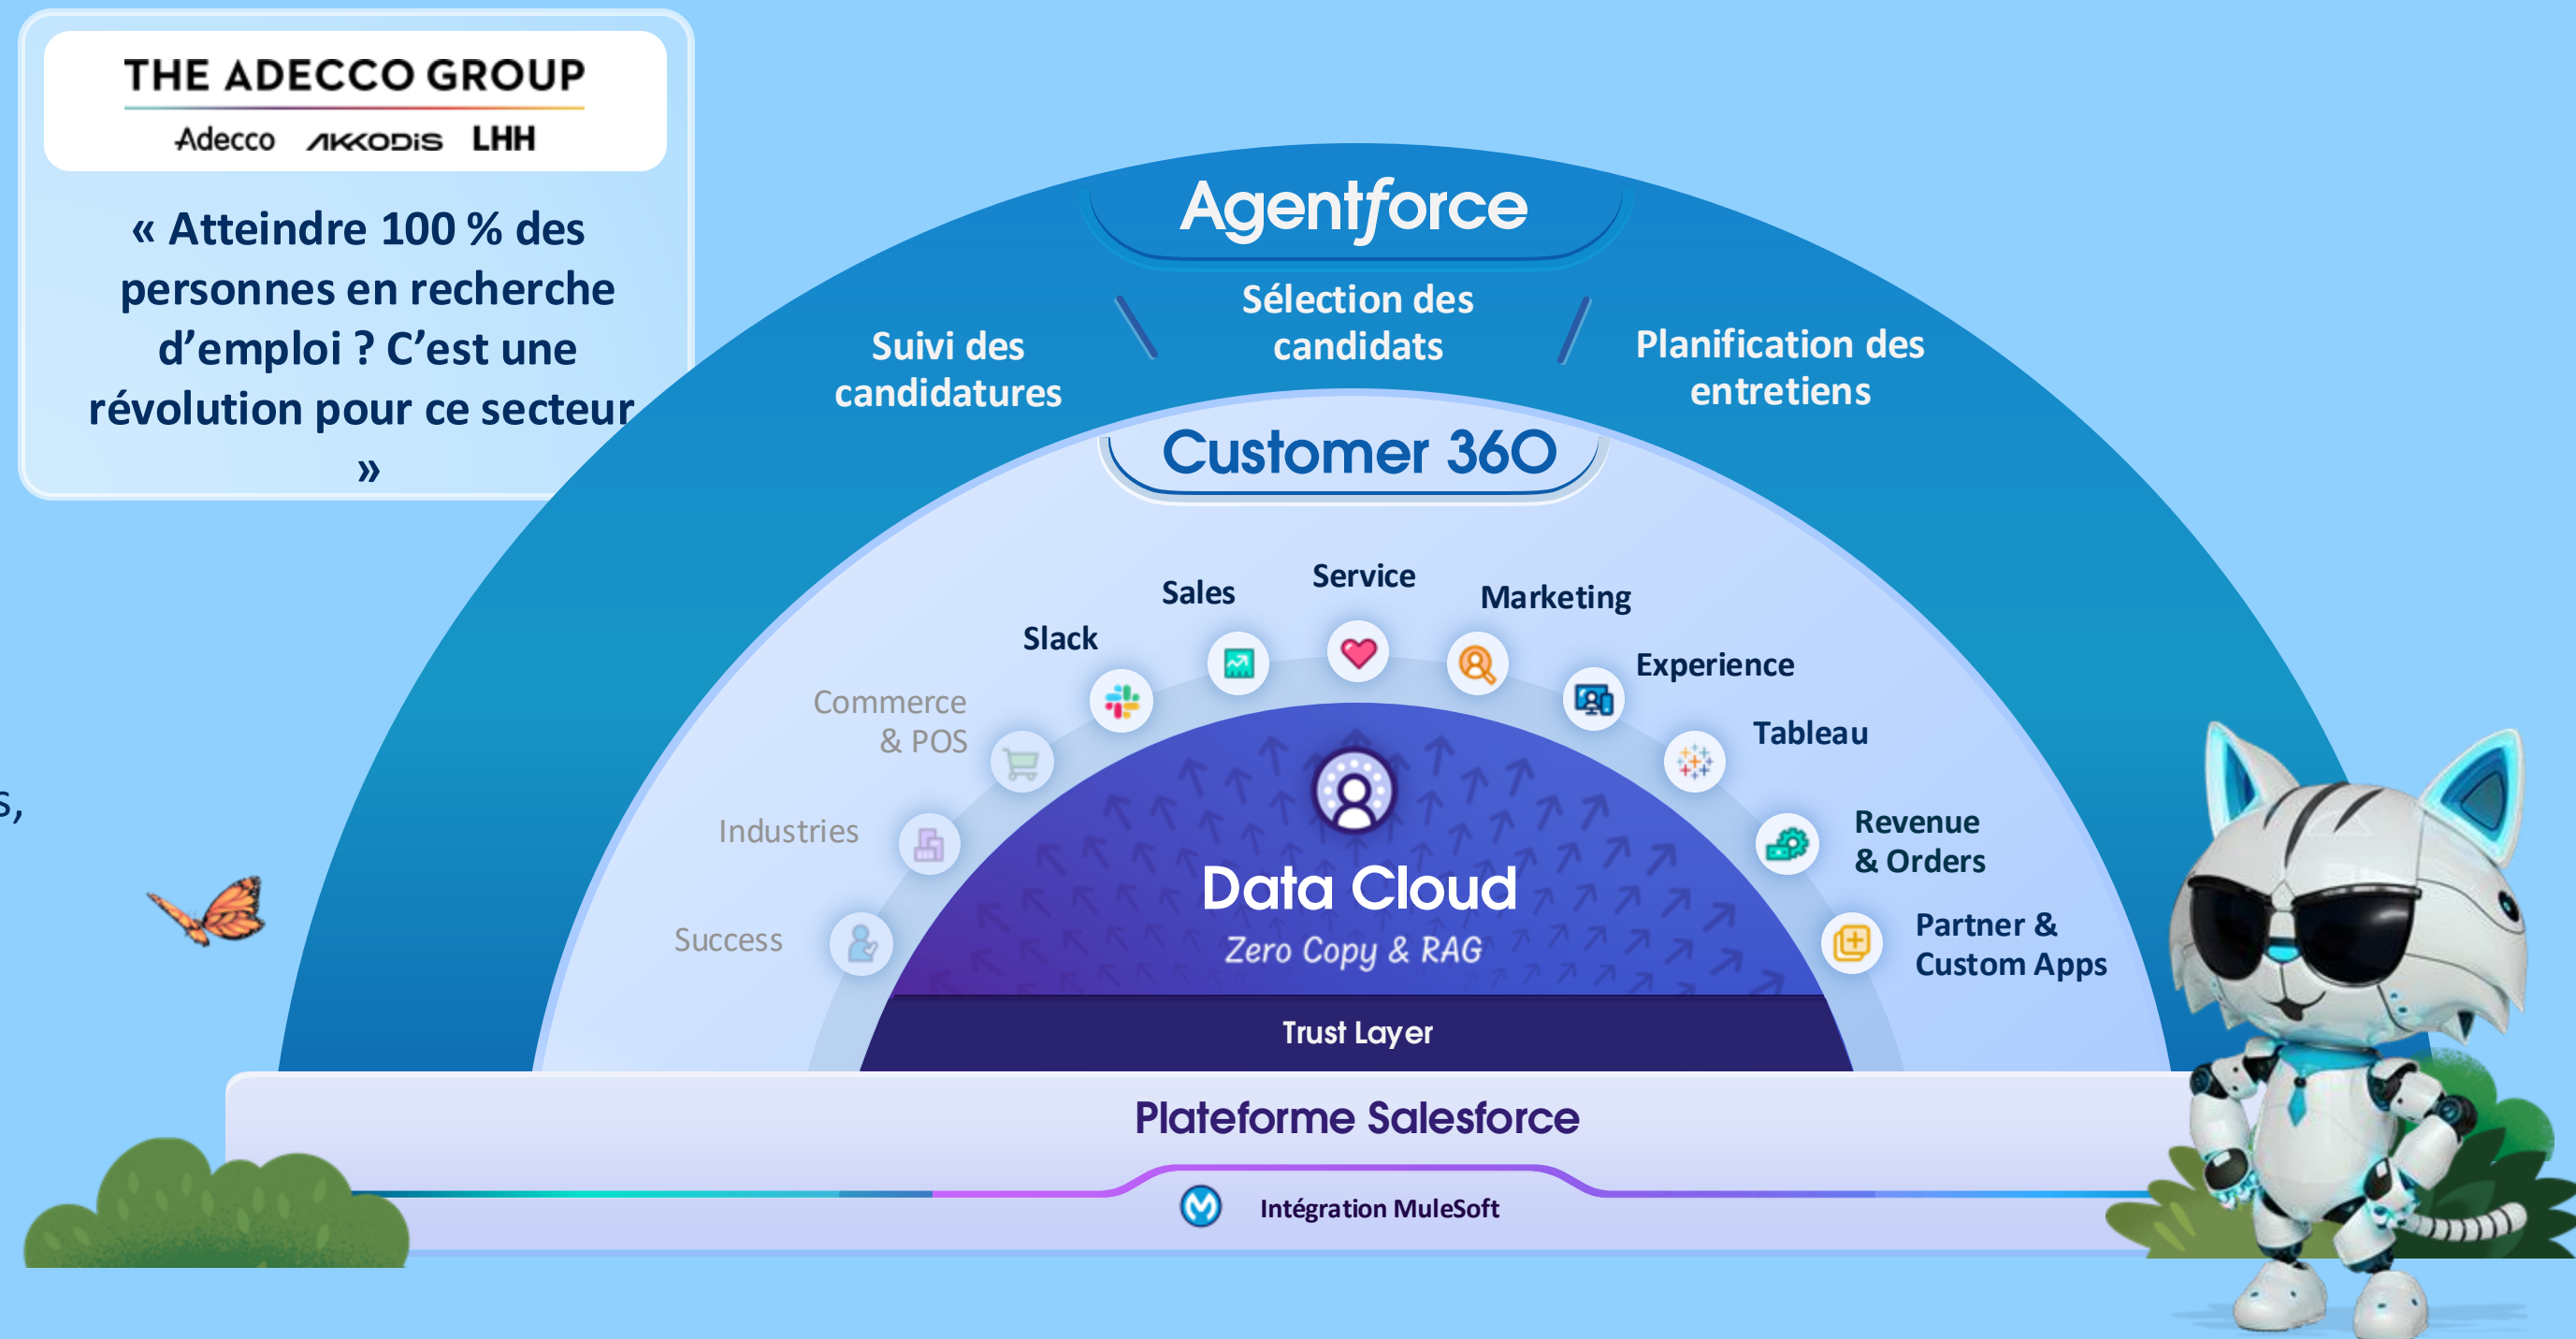 THE ADECCO GROUP
Adecco AKKODIS LHH
« Atteindre 100 % des
personnes en recherche
d’emploi ? C’est une
révolution pour ce secteur
»
Agentforce
Suivi des
candidatures
Sélection des
candidats
Planification des
entretiens
Customer 360
Success
Industries
Commerce
& POS
Slack
Sales
Service
Marketing
Experience
Tableau
Revenue
& Orders
Partner &
Custom Apps
s,
Data Cloud
Zero Copy & RAG
Trust Layer
Plateforme Salesforce
Intégration MuleSoft